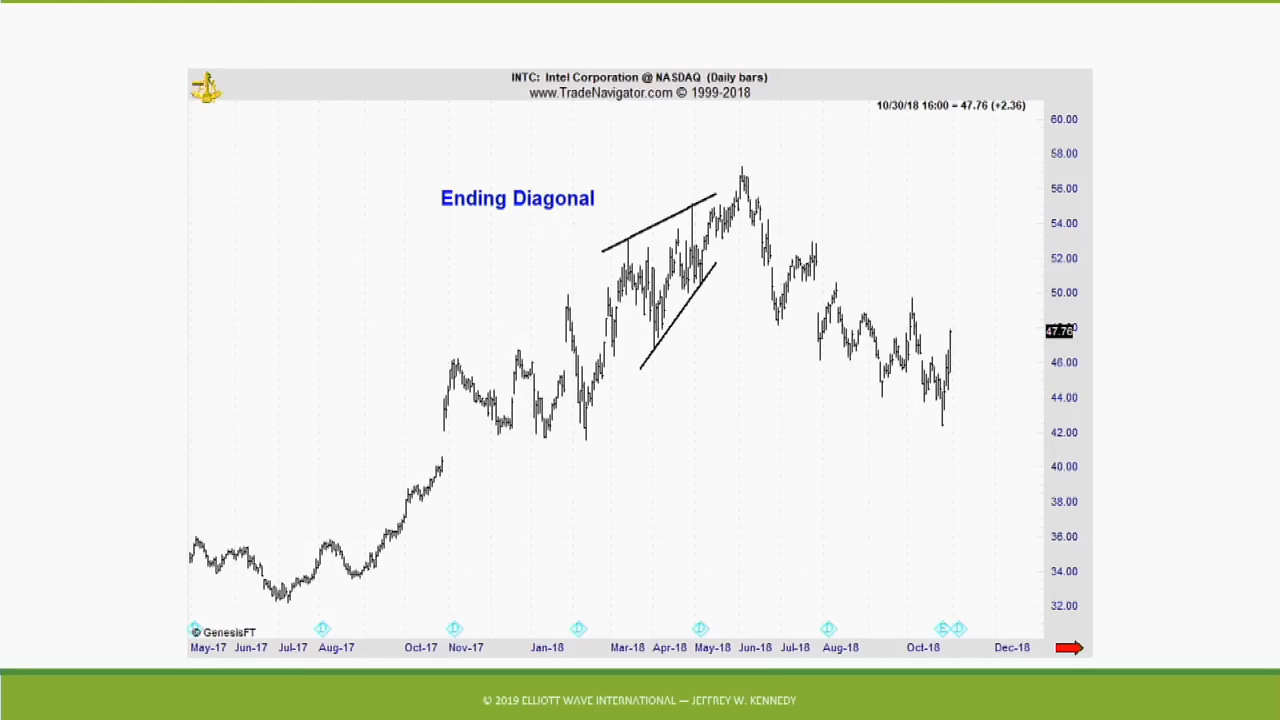 INTC: Intel Corporation @ NASDAQ (Daily bars)
www.TradeNavigator.com © 1999-2018
10/30/18 16:00 = 47.76 (+2.36)
Ending Diagonal
60.00
58.00
56.00
54.00
52.00
50.00
47.76
46.00
44.00
42.00
40.00
38.00
36.00
34.00
32.00
D D D D D D E D
© GenesisFT
May-17 Jun-17 Jul-17 Aug-17 Oct-17 Nov-17 Jan-18 Mar-18 Apr-18 May-18 Jun-18 Jul-18 Aug-18 Oct-18 Dec-18
© 2019 ELLIOTT WAVE INTERNATIONAL — JEFFREY W. KENNEDY